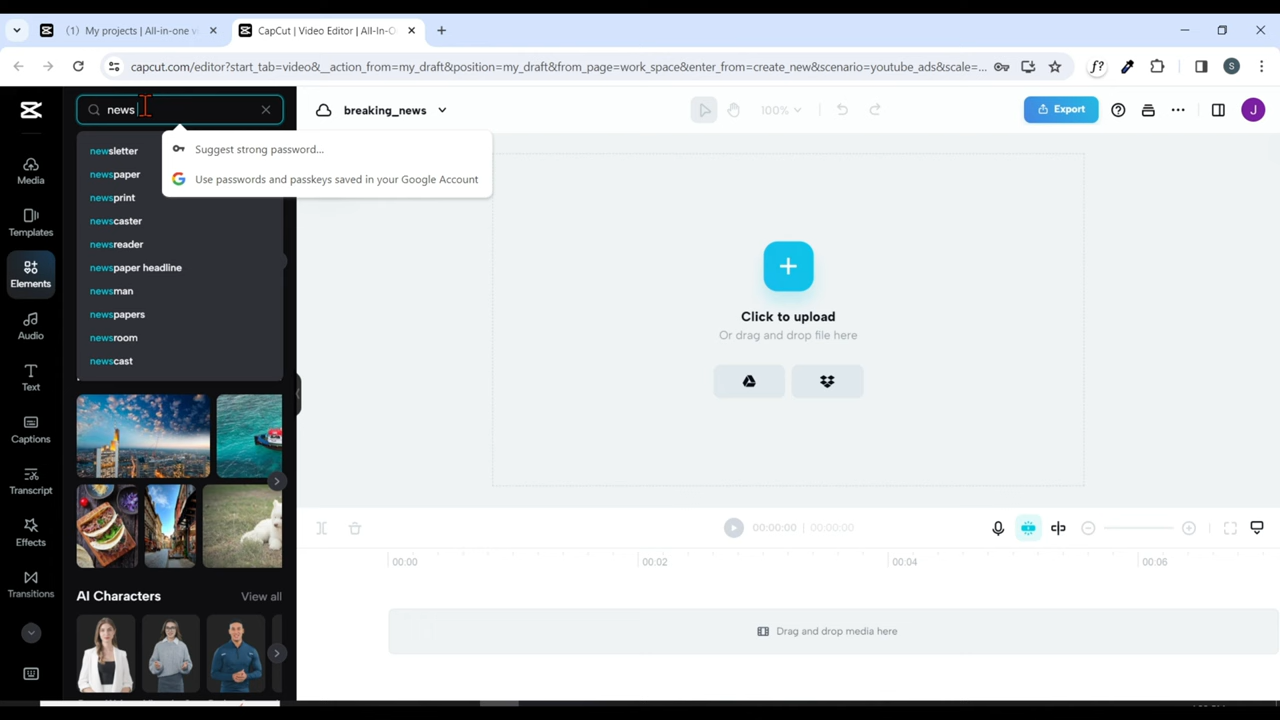 (1) My projects | All-in-one v
CapCut | Video Editor | All-In-O
capcut.com/editor?start_tab=video&__action_from=my_draft&position=my_draft&from_page=work_space&enter_from=create_new&scenario=youtube_ads&scale=...
f?
S
news
breaking_news
100%
Export
J
Suggest strong password...
Use passwords and passkeys saved in your Google Account
newsletter
newspaper
newsprint
newscaster
newsreader
newspaper headline
newsman
newspapers
newsroom
newscast
Media
Templates
Elements
Audio
Text
Captions
Transcript
Effects
Transitions
Click to upload
Or drag and drop file here
AI Characters
View all
00:00:00 | 00:00:00
00:00
00:02
00:04
00:06
Drag and drop media here